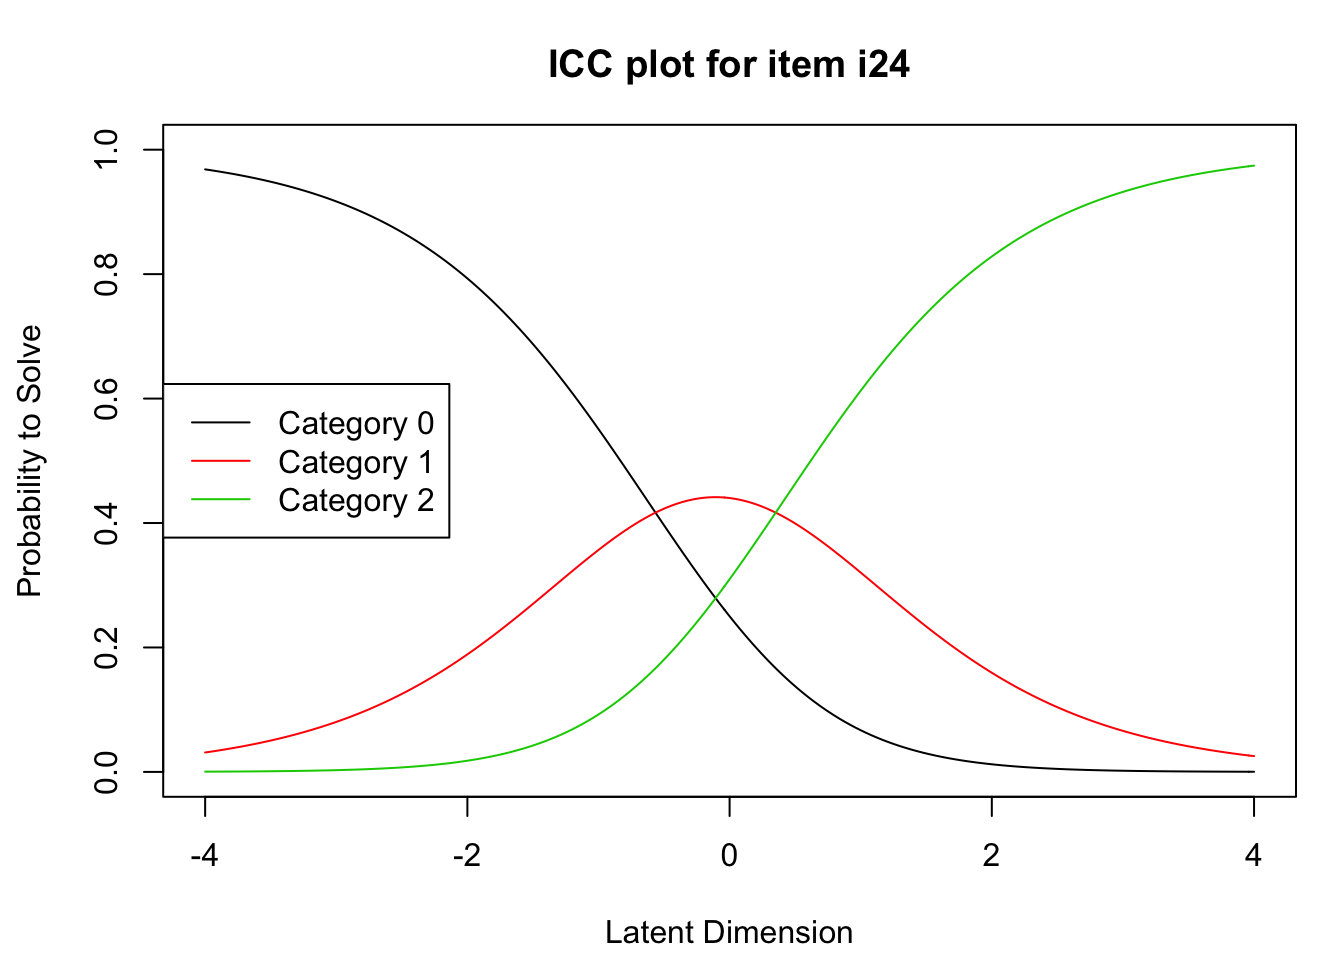 ICC plot for item i24
Probability to Solve
1.0
0.8
0.6
0.4
0.2
0.0
Category 0
Category 1
Category 2
-4 -2 0 2 4
Latent Dimension